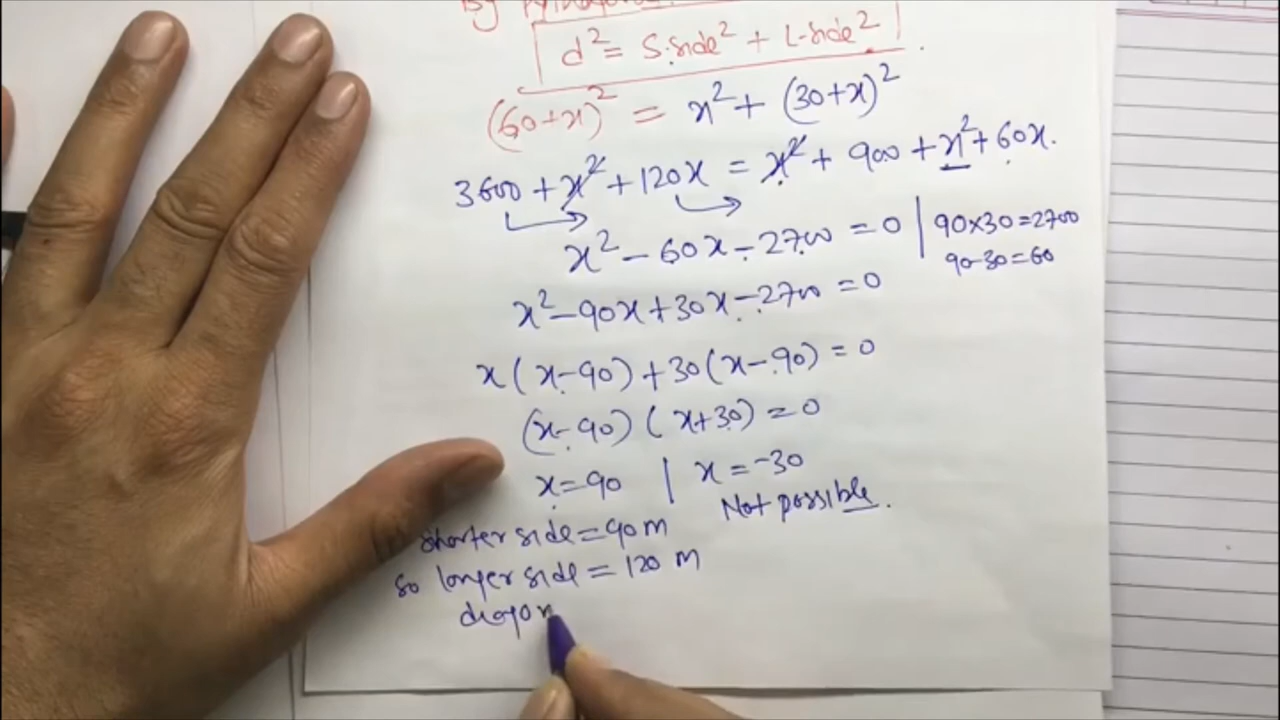 By
d² = S.side² + L.side²
(60+x)² = x² + (30+x)²
3600 + x² + 120x = x² + 900 + x² + 60x.
x² - 60x - 2700 = 0 | 90×30=2700
90-30=60
x² - 90x + 30x - 2700 = 0
x(x-90) + 30(x-90) = 0
(x-90) (x+30) = 0
x=90 | x = -30
Not possible.
shorter side = 90 m
so longer side = 120 m
diagon